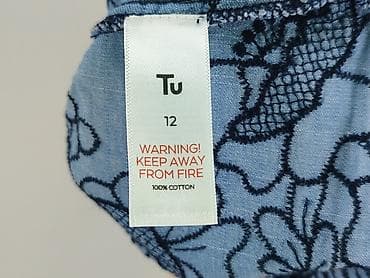 Tu
12
WARNING!
KEEP AWAY
FROM FIRE
100% COTTON